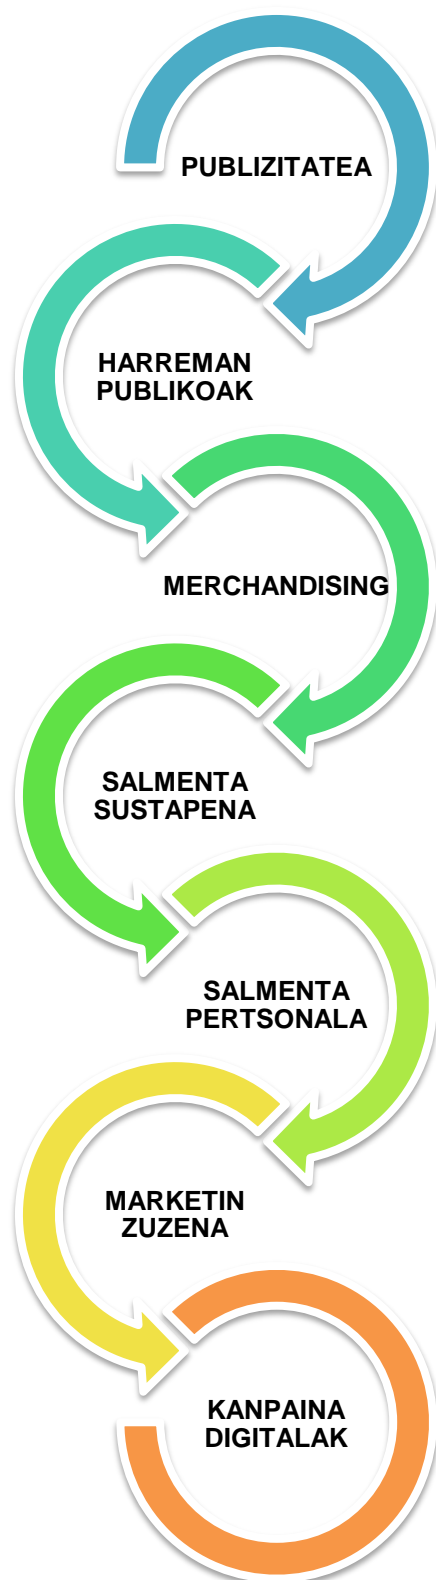 PUBLIZITATEA
HARREMAN
PUBLIKOAK
MERCHANDISING
SALMENTA
SUSTAPENA
SALMENTA
PERTSONALA
MARKETIN
ZUZENA
KANPAINA
DIGITALAK